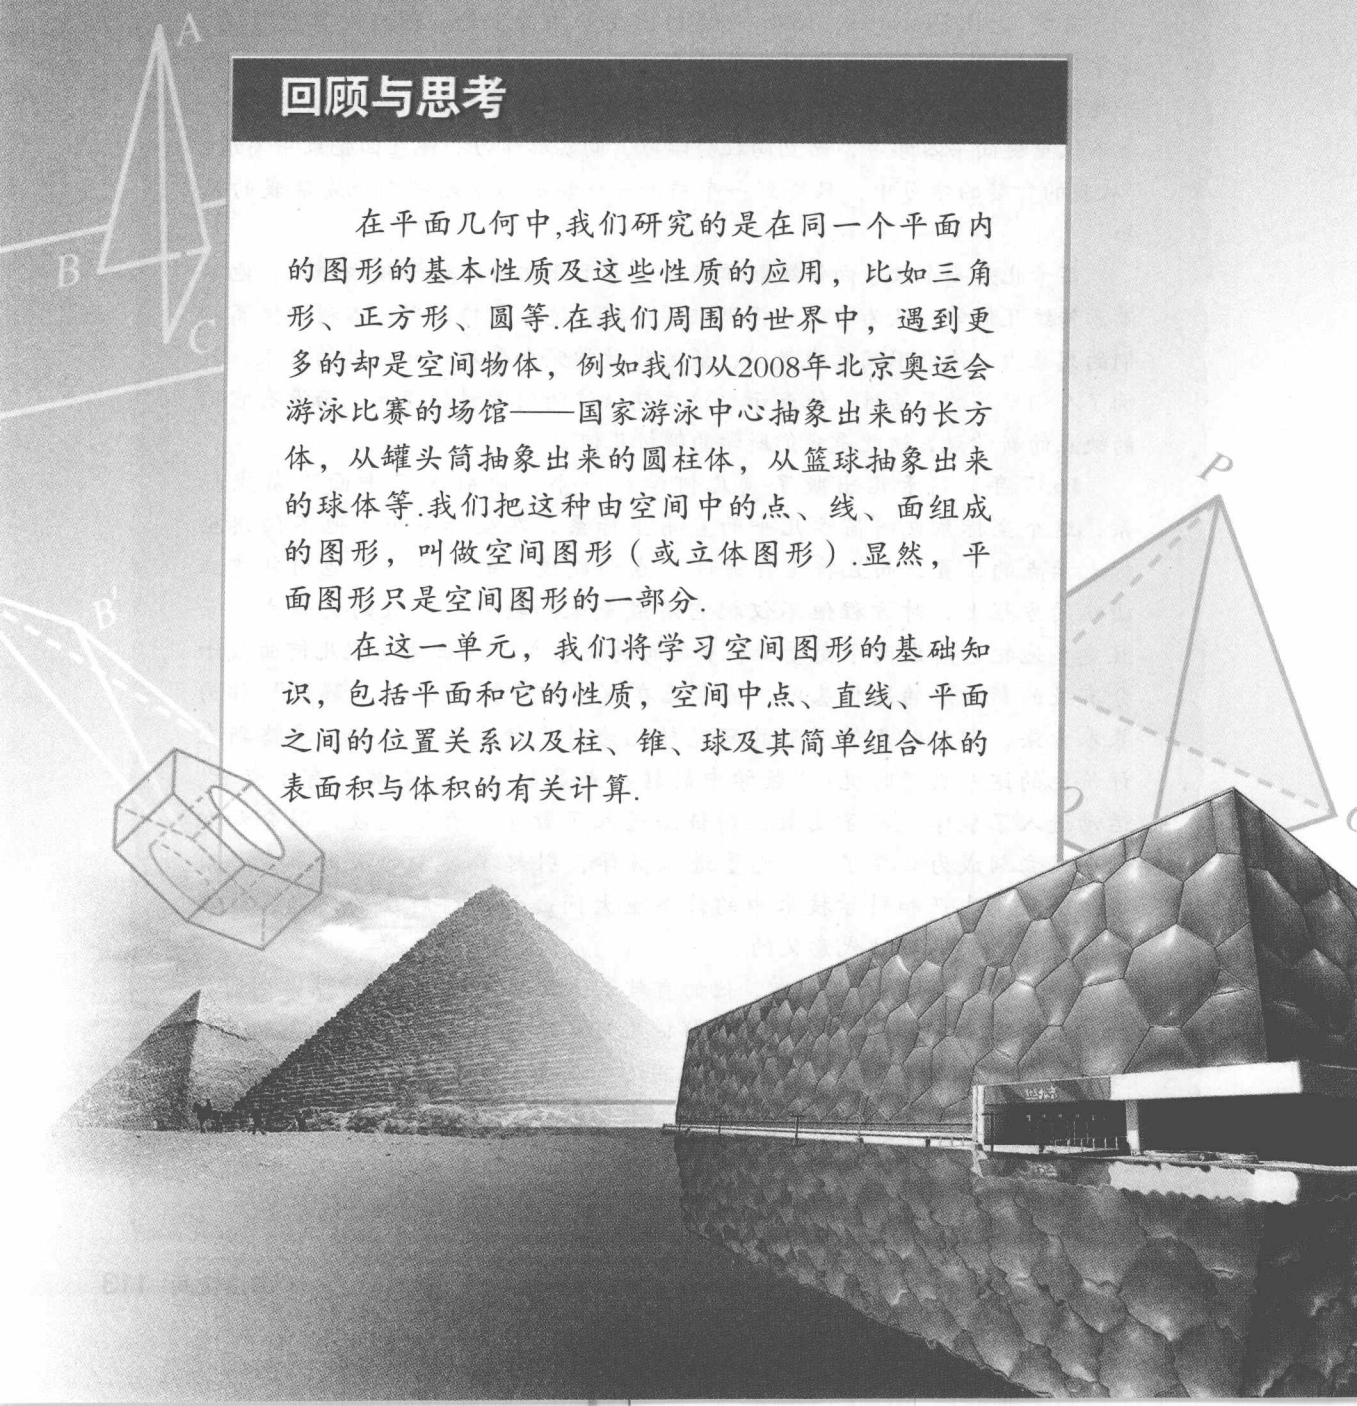 A
回顾与思考
B
C
在平面几何中,我们研究的是在同一个平面内
的图形的基本性质及这些性质的应用，比如三角
形、正方形、圆等.在我们周围的世界中，遇到更
多的却是空间物体，例如我们从2008年北京奥运会
游泳比赛的场馆——国家游泳中心抽象出来的长方
体，从罐头筒抽象出来的圆柱体，从篮球抽象出来
的球体等.我们把这种由空间中的点、线、面组成
的图形，叫做空间图形（或立体图形）.显然，平
面图形只是空间图形的一部分.
在这一单元，我们将学习空间图形的基础知
识，包括平面和它的性质，空间中点、直线、平面
之间的位置关系以及柱、锥、球及其简单组合体的
表面积与体积的有关计算.
P
B'